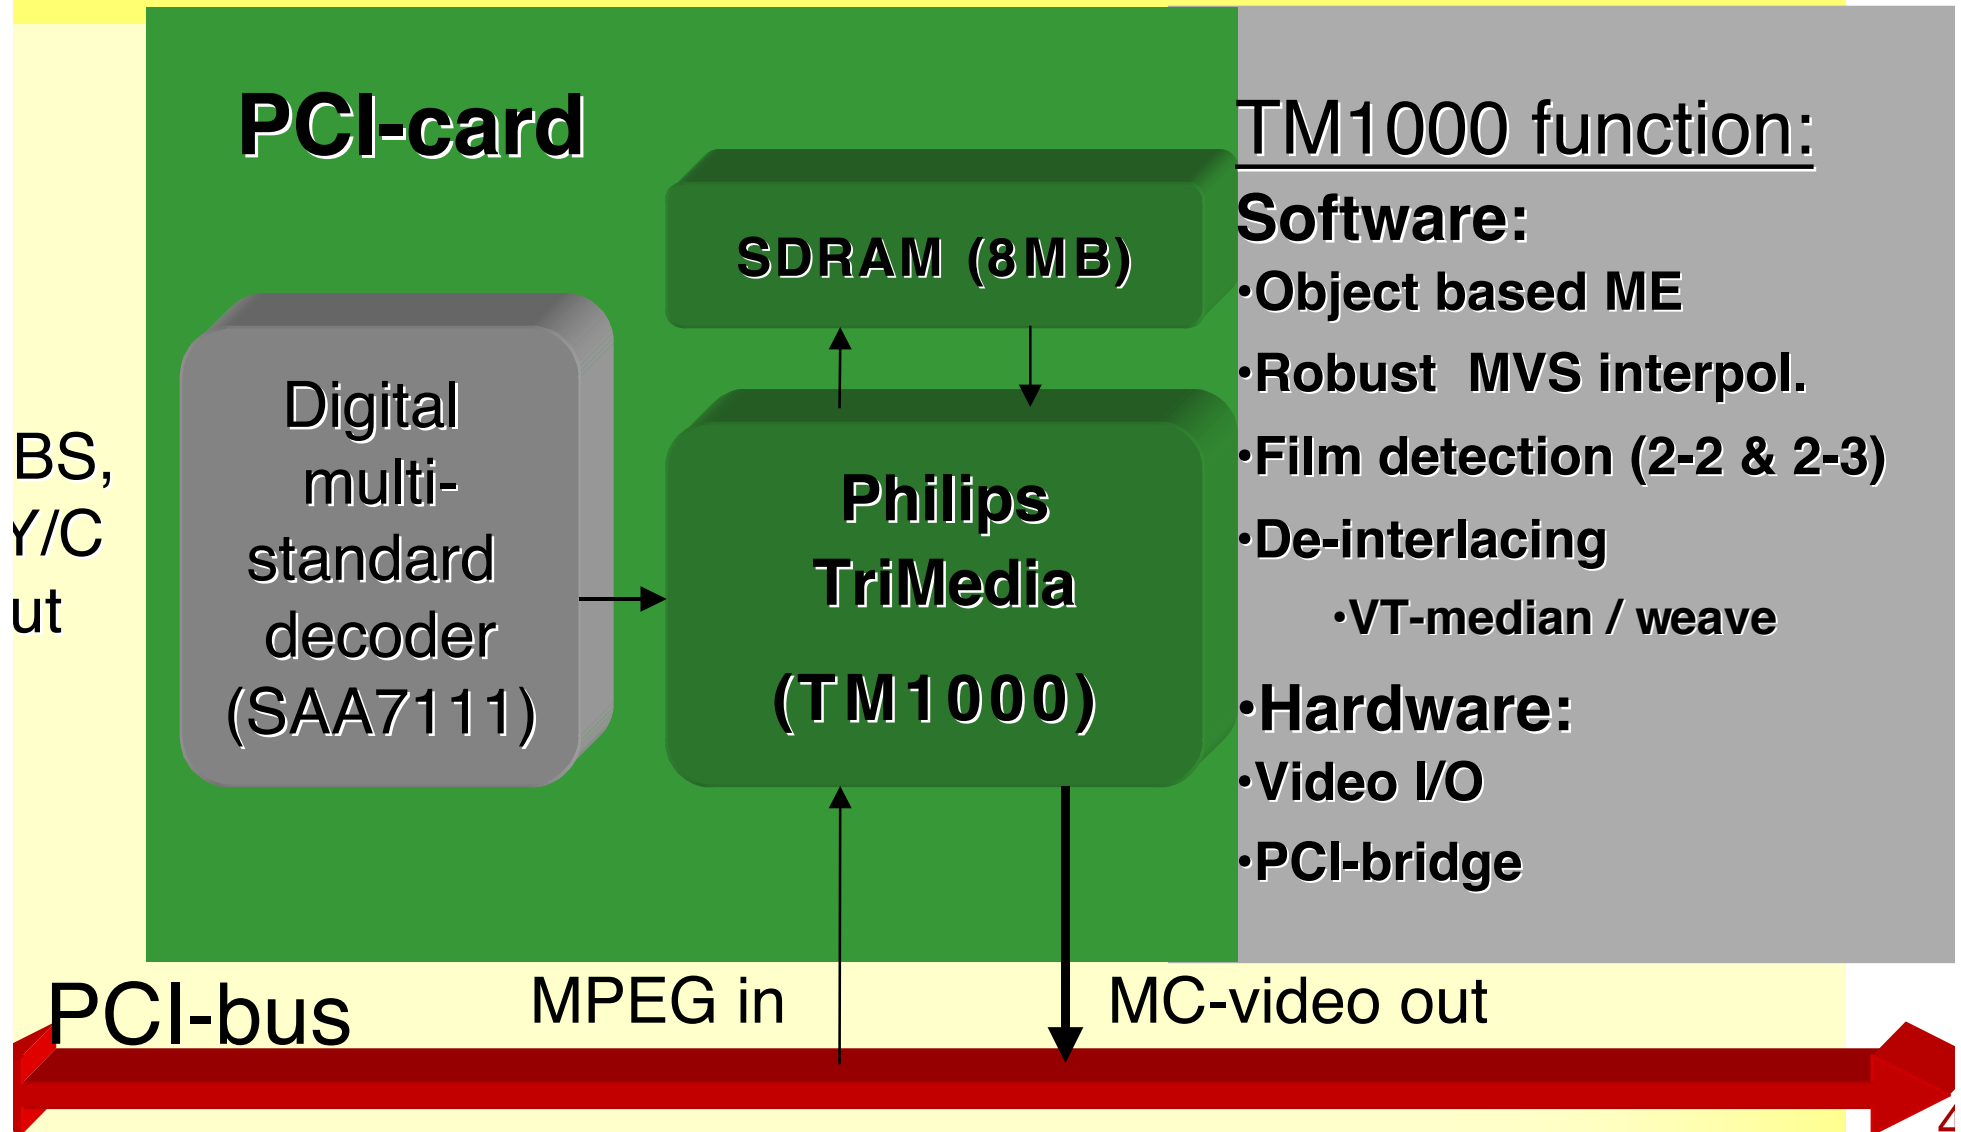 PCI-card
SDRAM (8MB)
Digital
multi-
standard
decoder
(SAA7111)
Philips
TriMedia
(TM1000)
BS,
Y/C
ut
TM1000 function:
Software:
•Object based ME
•Robust MVS interpol.
•Film detection (2-2 & 2-3)
•De-interlacing
•VT-median / weave
•Hardware:
•Video I/O
•PCI-bridge
PCI-bus
MPEG in
MC-video out